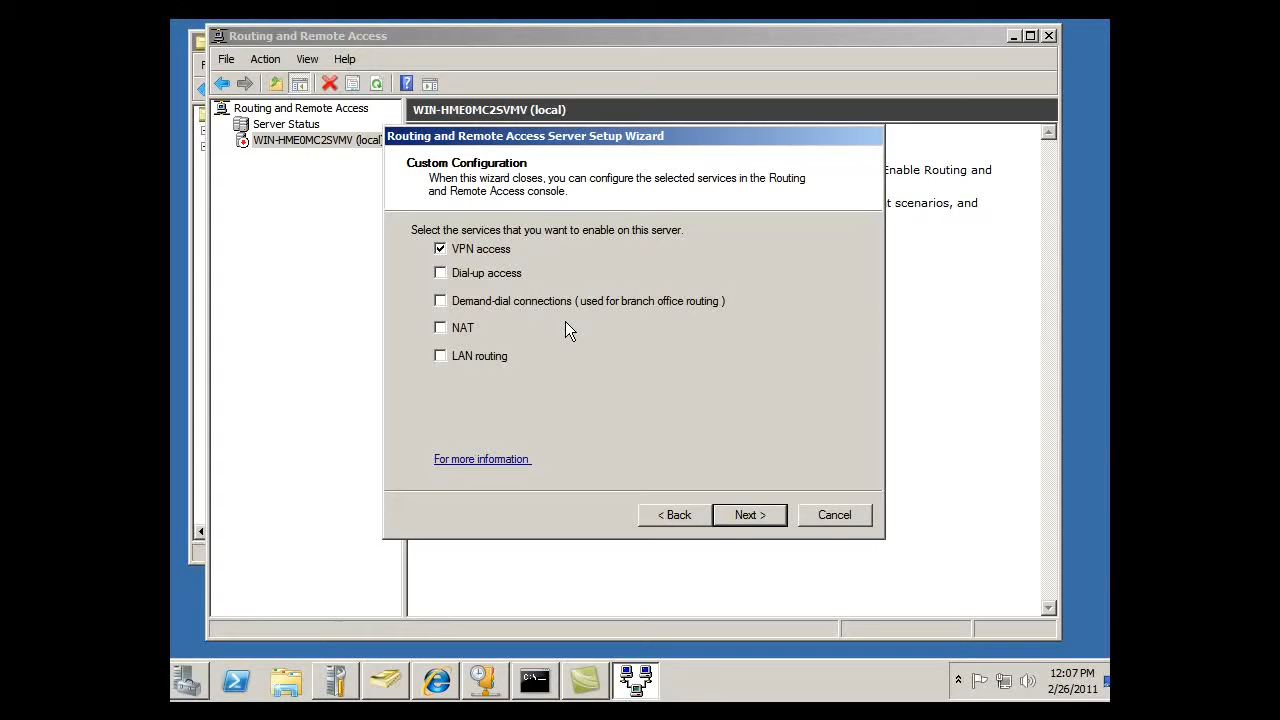 Routing and Remote Access
File Action View Help
Routing and Remote Access
Server Status
WIN-HME0MC2SVMV (local)
WIN-HME0MC2SVMV (local)
Enable Routing and
t scenarios, and
Routing and Remote Access Server Setup Wizard
Custom Configuration
When this wizard closes, you can configure the selected services in the Routing
and Remote Access console.
Select the services that you want to enable on this server.
VPN access
Dial-up access
Demand-dial connections ( used for branch office routing )
NAT
LAN routing
For more information
< Back Next > Cancel
12:07 PM
2/26/2011